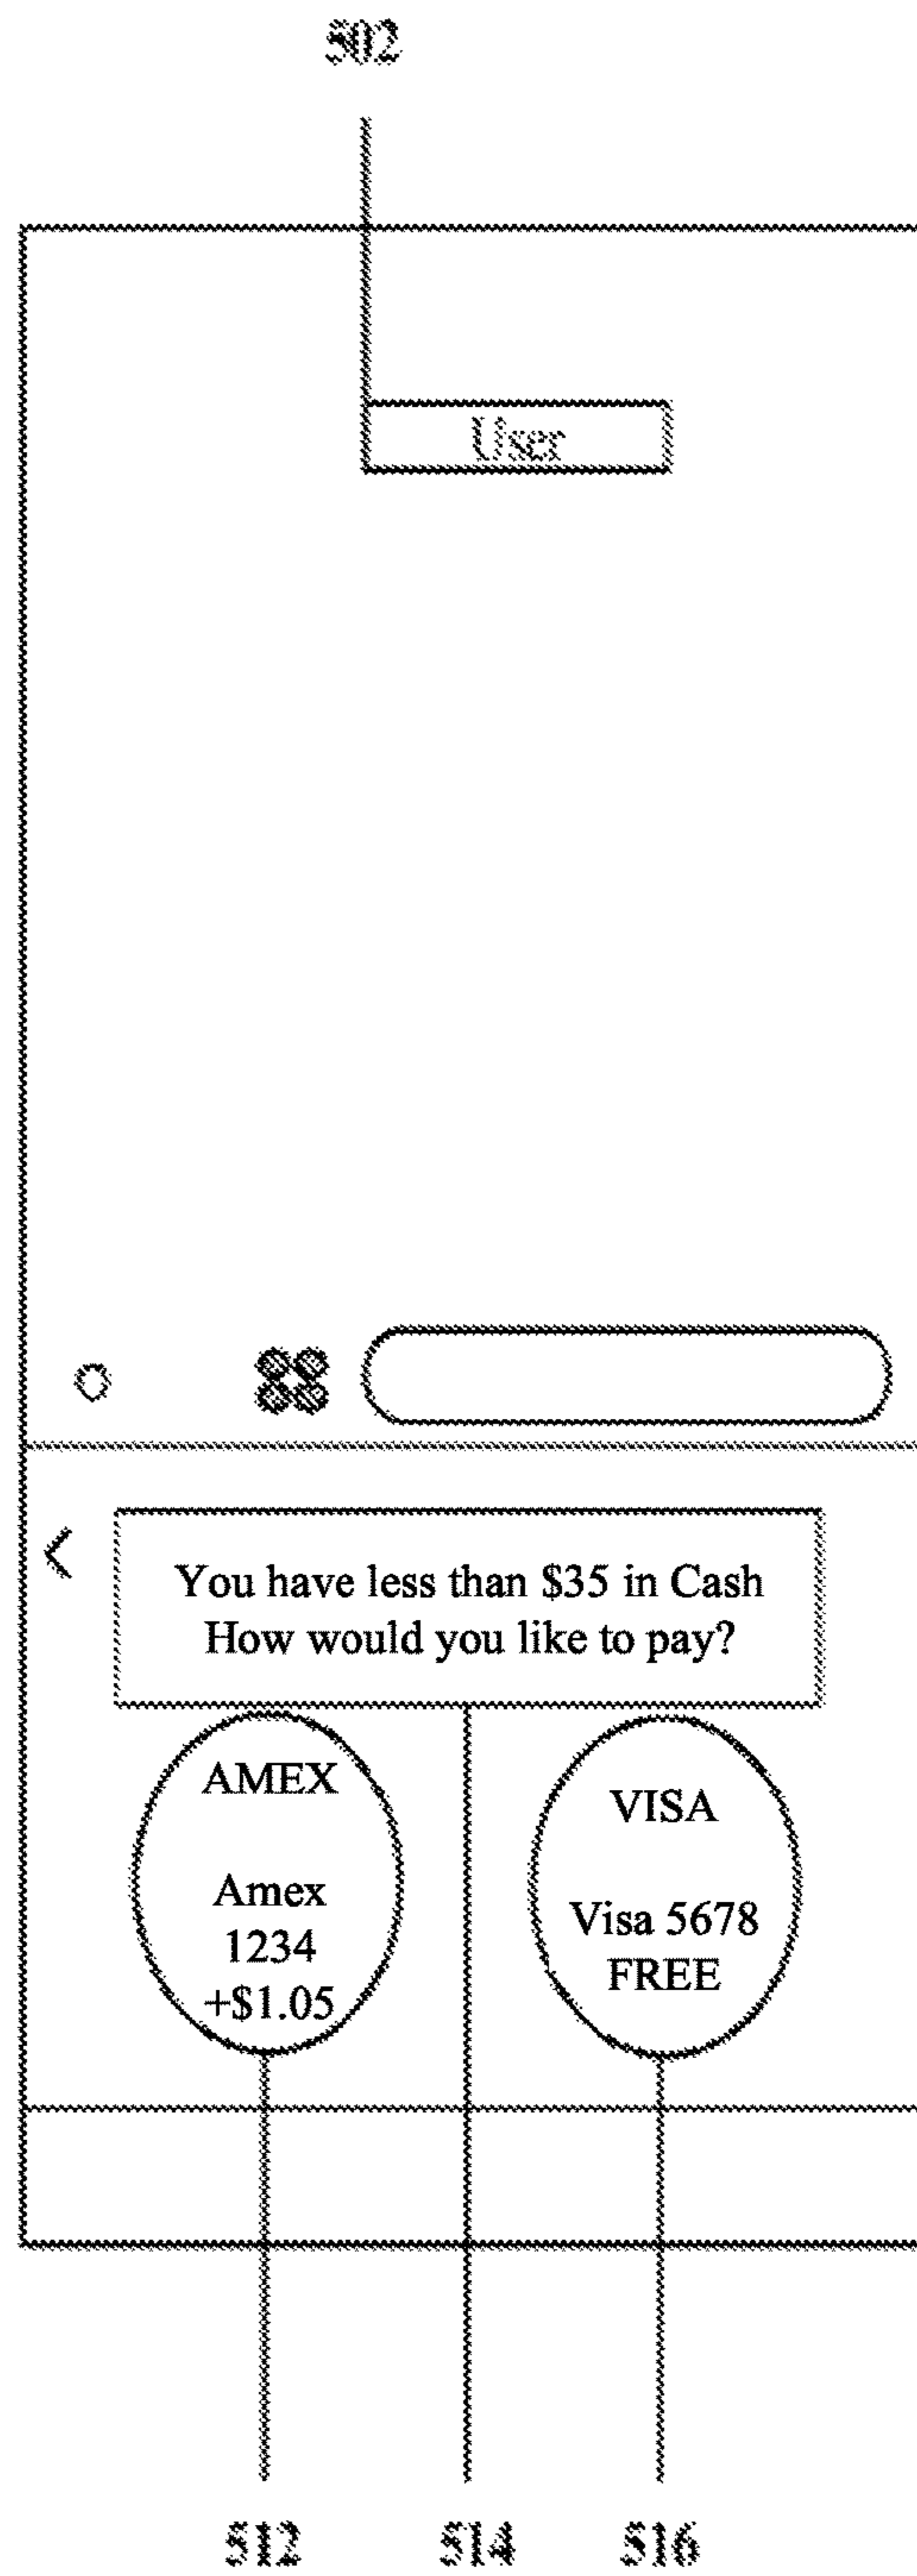 502
User
<
You have less than $35 in Cash
How would you like to pay?
AMEX
Amex
1234
+$1.05
VISA
Visa 5678
FREE
512
514
516